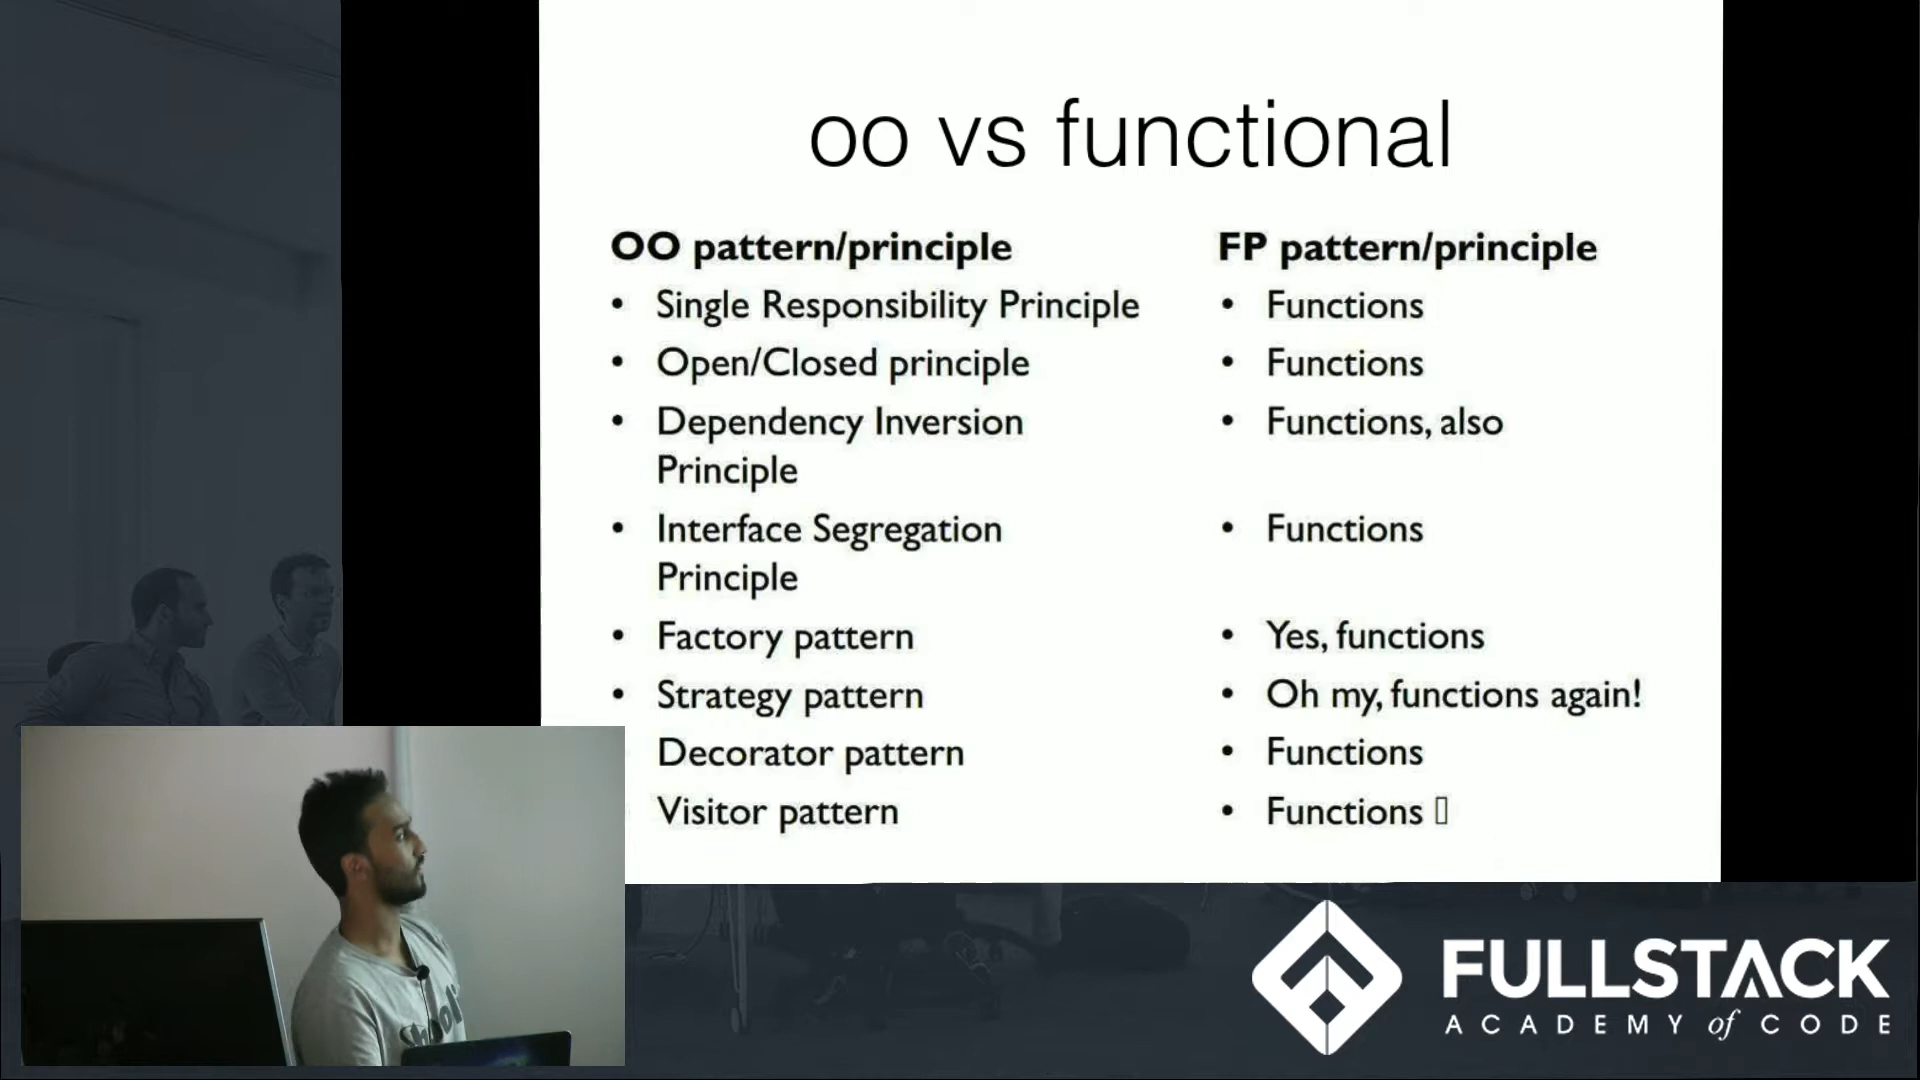 oo vs functional
OO pattern/principle
• Single Responsibility Principle
• Open/Closed principle
• Dependency Inversion
Principle
• Interface Segregation
Principle
• Factory pattern
• Strategy pattern
Decorator pattern
Visitor pattern
FP pattern/principle
• Functions
• Functions
• Functions, also
• Functions
• Yes, functions
• Oh my, functions again!
• Functions
• Functions
FULLSTACK
ACADEMY of CODE